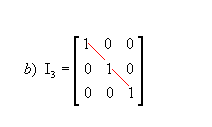 1 0 0
b) I₃ = 0 1 0
0 0 1